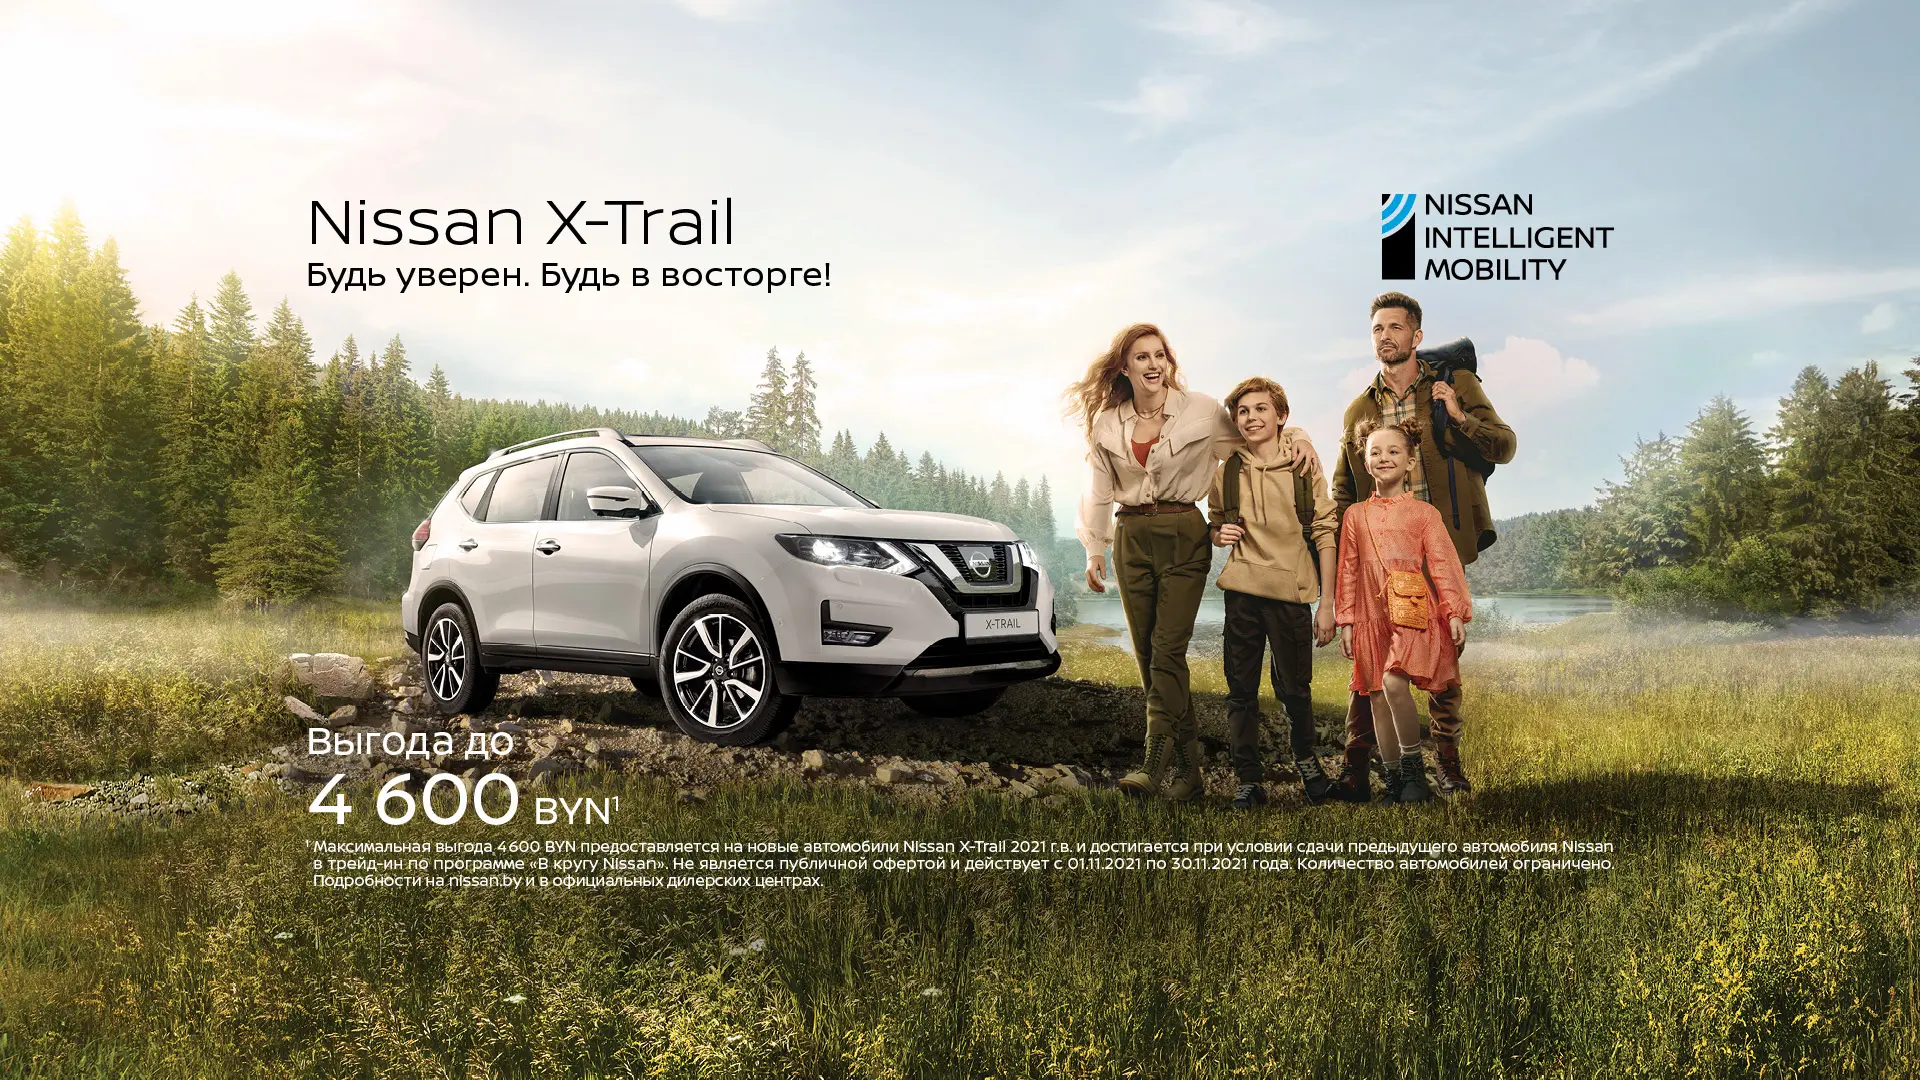 Nissan X-Trail
Будь уверен. Будь в восторге!
NISSAN
INTELLIGENT
MOBILITY
NISSAN
X-TRAIL
Выгода до
4 600 BYN¹
¹ Максимальная выгода 4 600 BYN предоставляется на новые автомобили Nissan X-Trail 2021 г.в. и достигается при условии сдачи предыдущего автомобиля Nissan
в трейд-ин по программе «В кругу Nissan». Не является публичной офертой и действует с 01.11.2021 по 30.11.2021 года. Количество автомобилей ограничено.
Подробности на nissan.by и в официальных дилерских центрах.